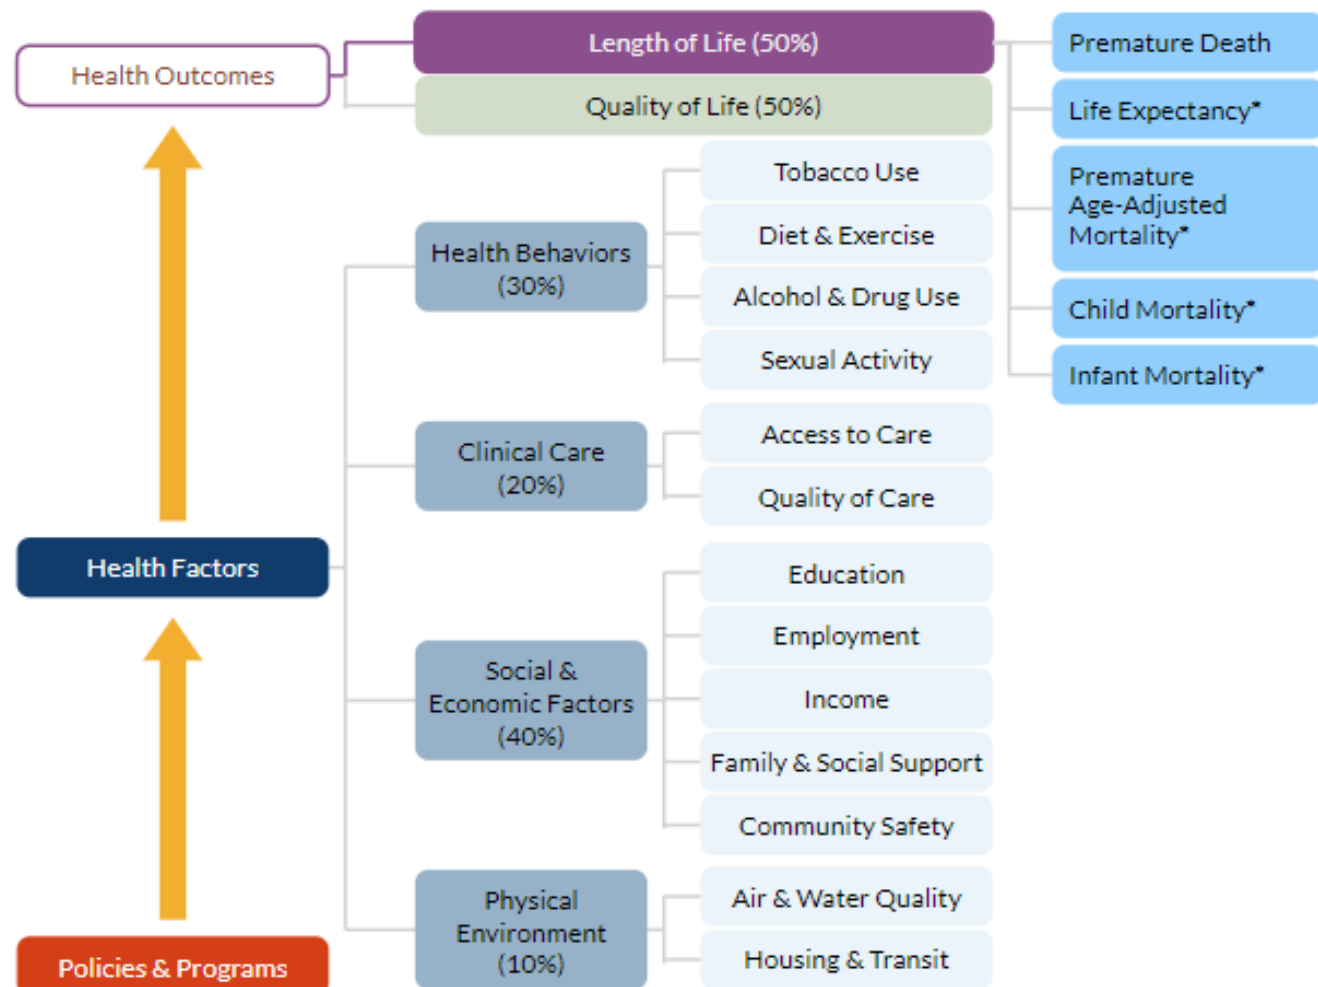 Health Outcomes
Length of Life (50%)
Quality of Life (50%)
Premature Death
Life Expectancy*
Premature
Age-Adjusted
Mortality*
Child Mortality*
Infant Mortality*
Health Factors
Health Behaviors
(30%)
Tobacco Use
Diet & Exercise
Alcohol & Drug Use
Sexual Activity
Clinical Care
(20%)
Access to Care
Quality of Care
Social &
Economic Factors
(40%)
Education
Employment
Income
Family & Social Support
Community Safety
Physical
Environment
(10%)
Air & Water Quality
Housing & Transit
Policies & Programs